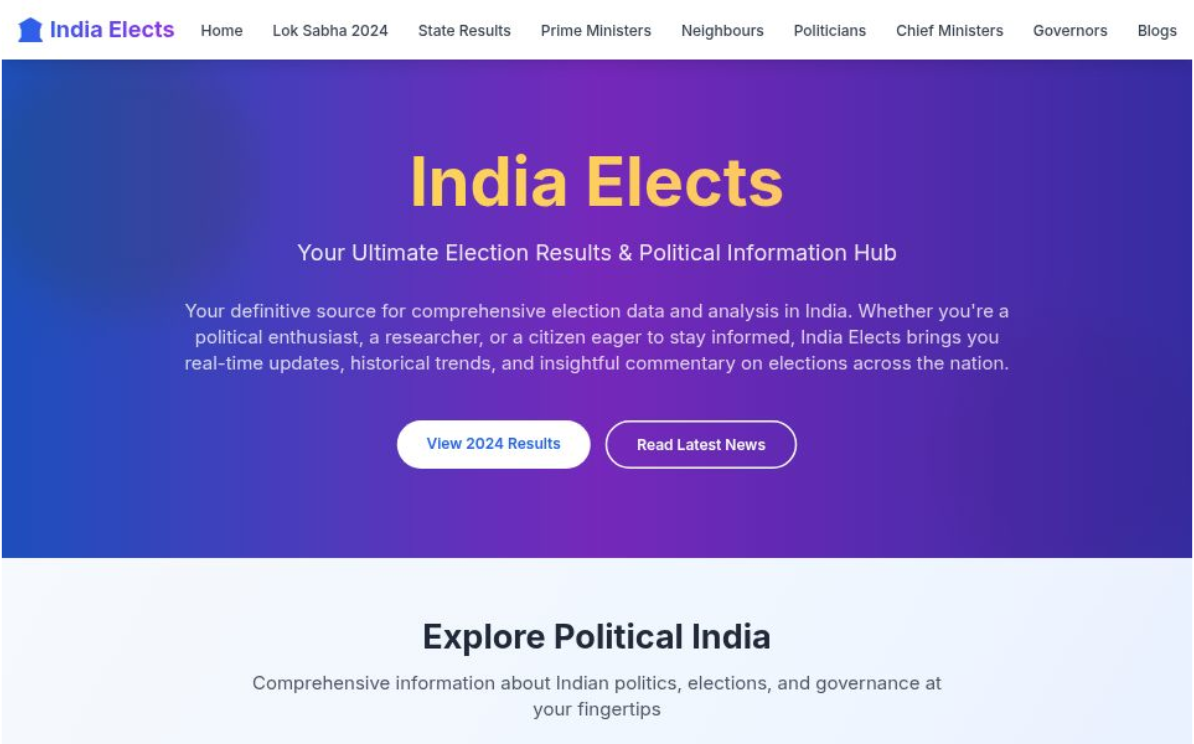 India Elects Home Lok Sabha 2024 State Results Prime Ministers Neighbours Politicians Chief Ministers Governors Blogs
India Elects
Your Ultimate Election Results & Political Information Hub
Your definitive source for comprehensive election data and analysis in India. Whether you're a
political enthusiast, a researcher, or a citizen eager to stay informed, India Elects brings you
real-time updates, historical trends, and insightful commentary on elections across the nation.
View 2024 Results Read Latest News
Explore Political India
Comprehensive information about Indian politics, elections, and governance at
your fingertips